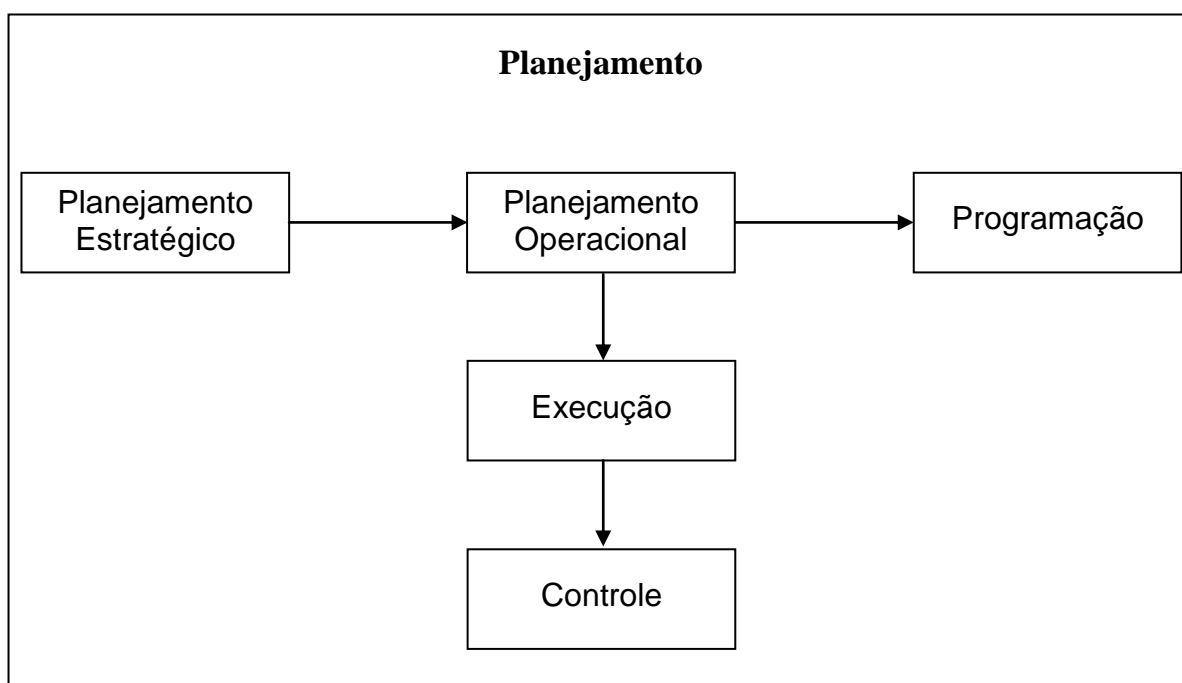 Planejamento
Planejamento
Estratégico
Planejamento
Operacional
Programação
Execução
Controle